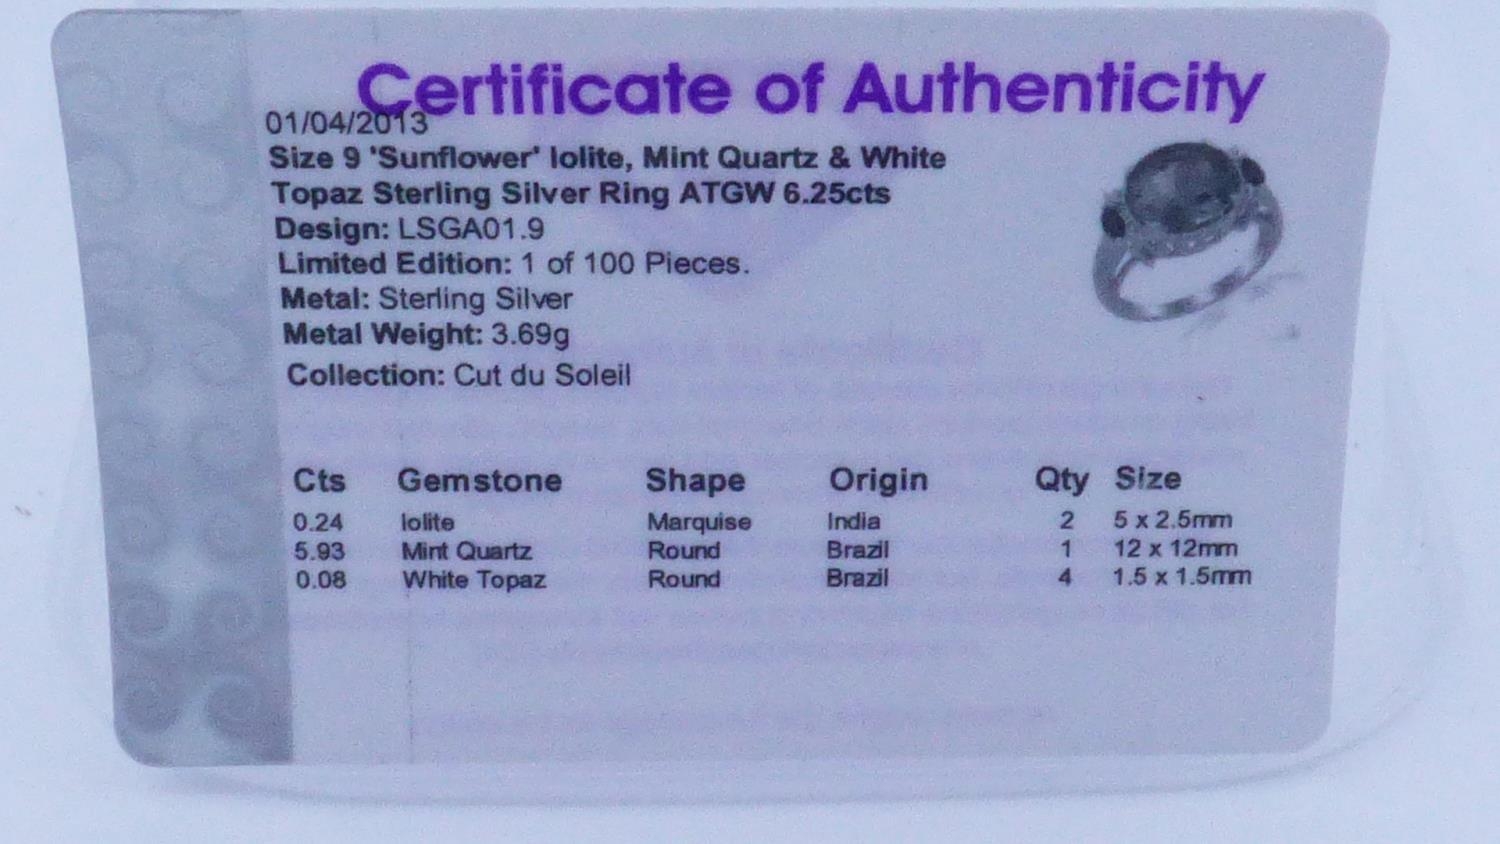 Certificate of Authenticity
01/04/2013
Size 9 'Sunflower' Iolite, Mint Quartz & White
Topaz Sterling Silver Ring ATGW 6.25cts
Design: LSGA01.9
Limited Edition: 1 of 100 Pieces.
Metal: Sterling Silver
Metal Weight: 3.69g
Collection: Cut du Soleil
Cts Gemstone Shape Origin Qty Size
0.24 Iolite Marquise India 2 5 x 2.5mm
5.93 Mint Quartz Round Brazil 1 12 x 12mm
0.08 White Topaz Round Brazil 4 1.5 x 1.5mm